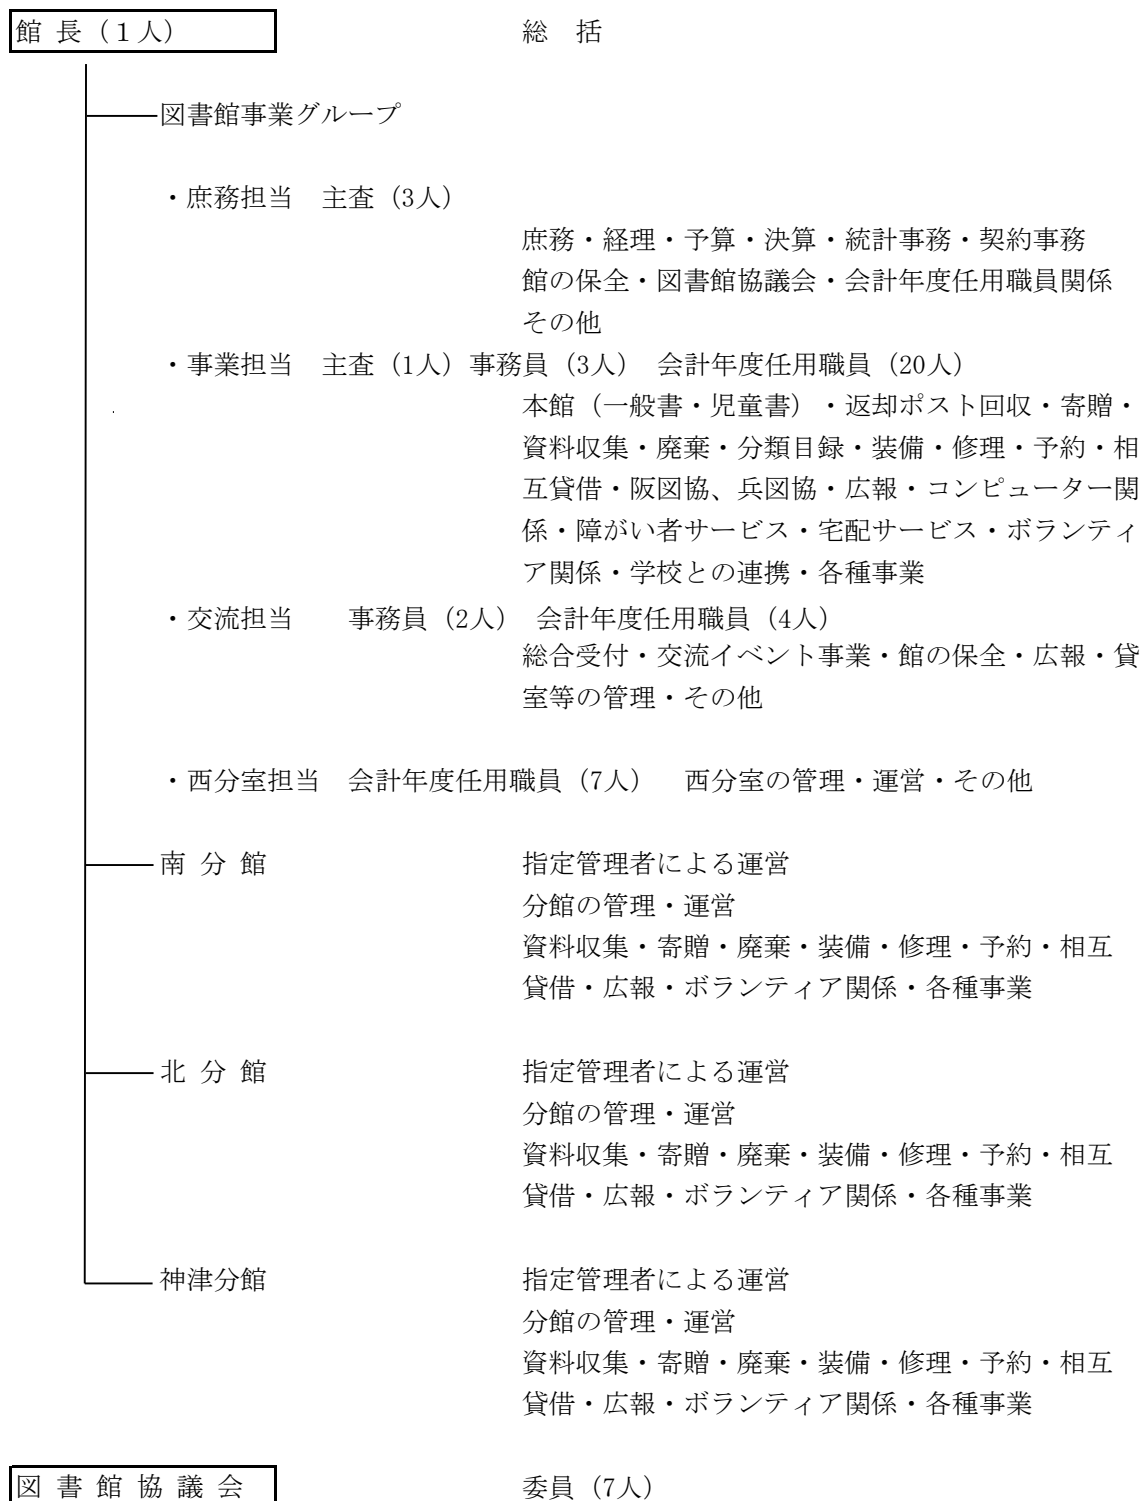 館 長（１人）　総　括
図書館事業グループ
・庶務担当　主査（3人）
庶務・経理・予算・決算・統計事務・契約事務
館の保全・図書館協議会・会計年度任用職員関係
その他
・事業担当　主査（1人）事務員（3人）　会計年度任用職員（20人）
本館（一般書・児童書）・返却ポスト回収・寄贈・
資料収集・廃棄・分類目録・装備・修理・予約・相
互貸借・阪図協、兵図協・広報・コンピューター関
係・障がい者サービス・宅配サービス・ボランティ
ア関係・学校との連携・各種事業
・交流担当　　事務員（2人）　会計年度任用職員（4人）
総合受付・交流イベント事業・館の保全・広報・貸
室等の管理・その他
・西分室担当　会計年度任用職員（7人）　西分室の管理・運営・その他
南 分 館　指定管理者による運営
分館の管理・運営
資料収集・寄贈・廃棄・装備・修理・予約・相互
貸借・広報・ボランティア関係・各種事業
北 分 館　指定管理者による運営
分館の管理・運営
資料収集・寄贈・廃棄・装備・修理・予約・相互
貸借・広報・ボランティア関係・各種事業
神津分館　指定管理者による運営
分館の管理・運営
資料収集・寄贈・廃棄・装備・修理・予約・相互
貸借・広報・ボランティア関係・各種事業
図 書 館 協 議 会　委員（7人）